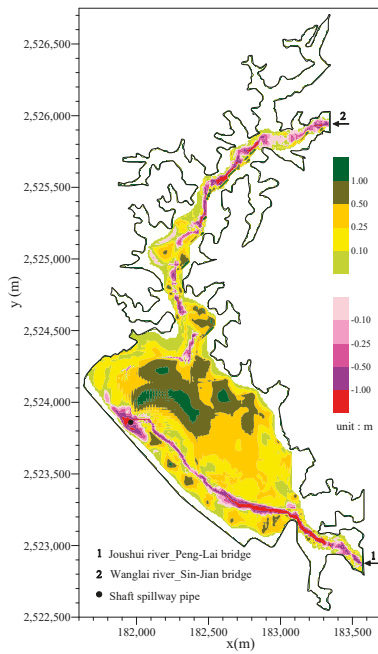 2,526,500
2,526,000
2
2,525,500
1.00
0.50
0.25
0.10
2,525,000
y (m)
-0.10
2,524,500
-0.25
-0.50
-1.00
2,524,000
unit : m
2,523,500
2,523,000
1 Joushui river_Peng-Lai bridge
1
2 Wanglai river_Sin-Jian bridge
Shaft spillway pipe
2,522,500
182,000 182,500 183,000 183,500
x(m)